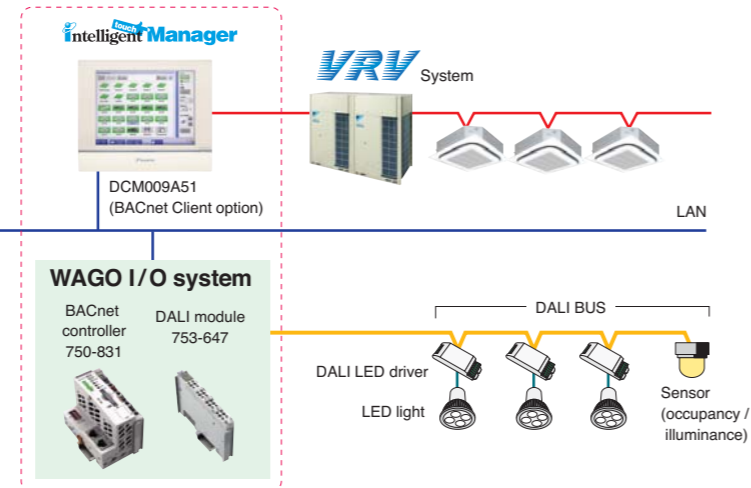 intelligent touch Manager
VRV System
DCM009A51
(BACnet Client option)
LAN
WAGO I/O system
BACnet
controller
750-831
DALI module
753-647
DALI BUS
DALI LED driver
LED light
Sensor
(occupancy /
illuminance)